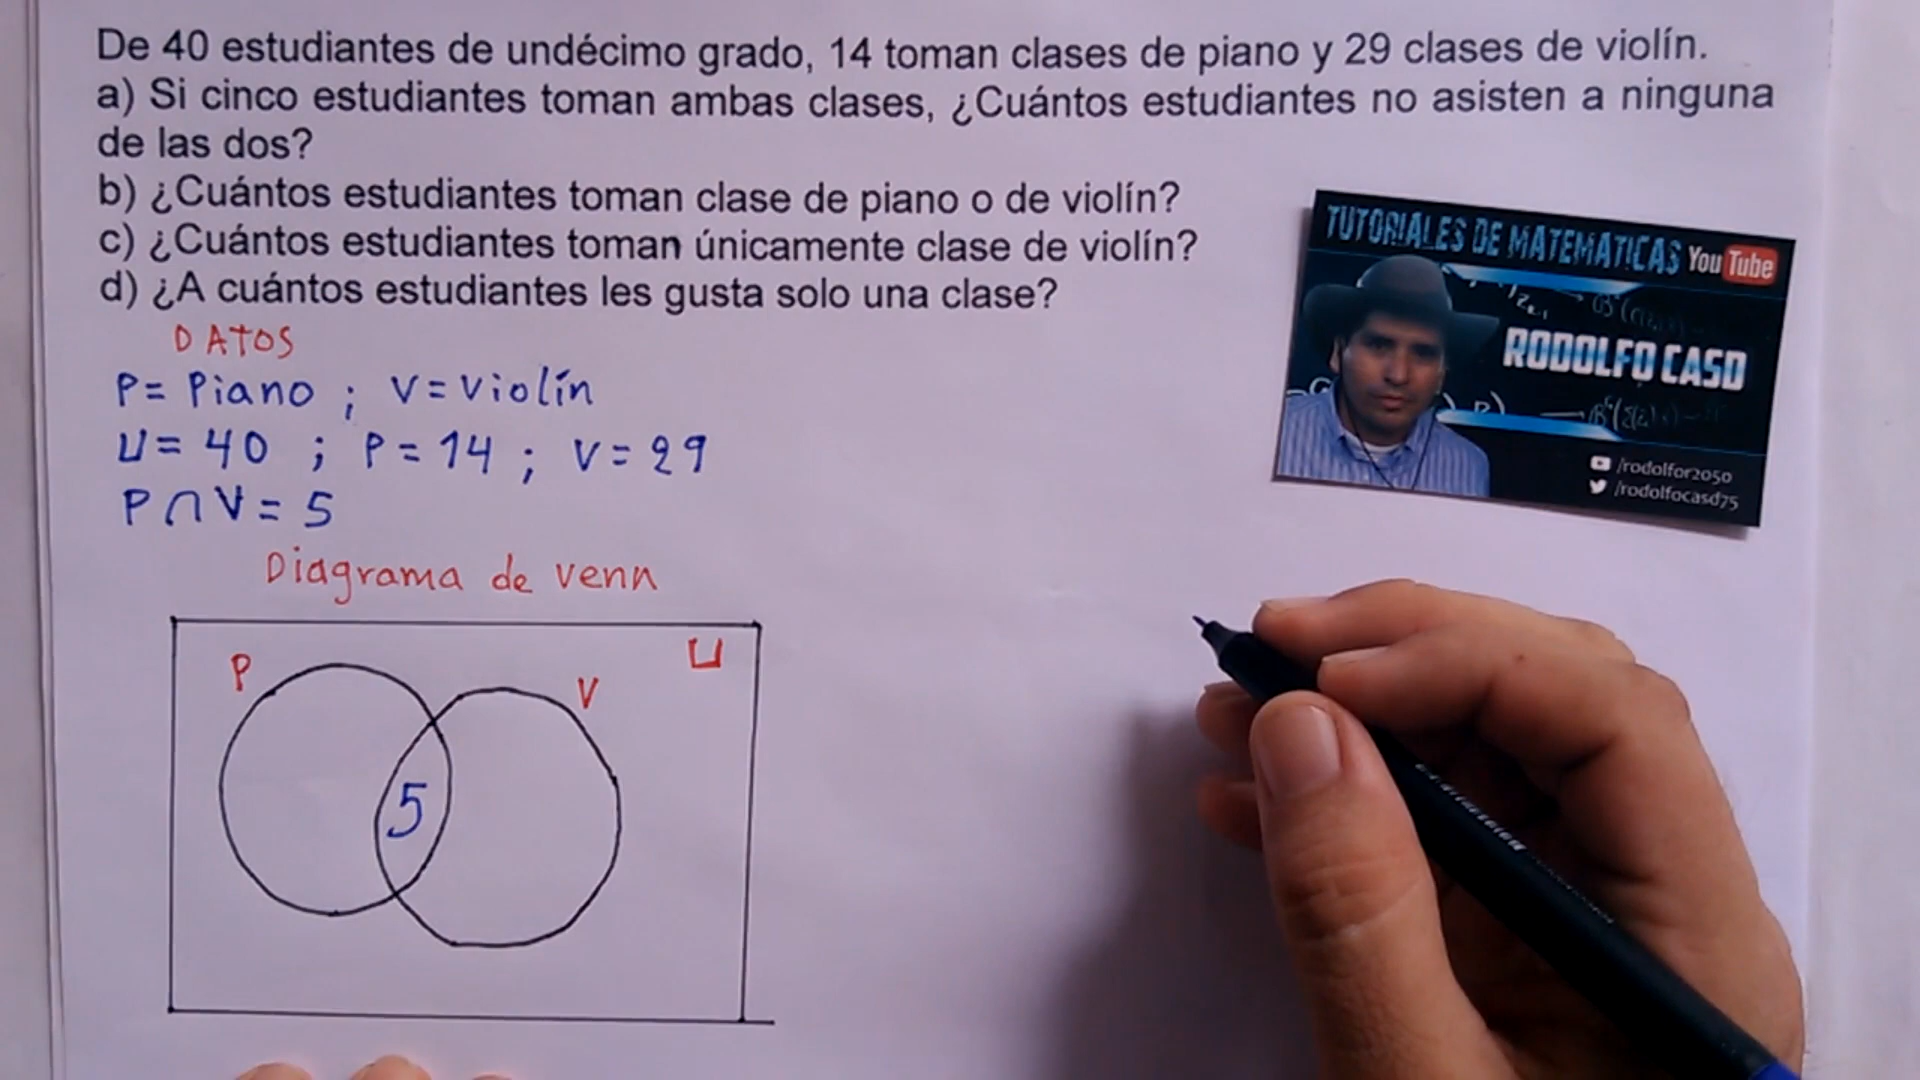 De 40 estudiantes de undécimo grado, 14 toman clases de piano y 29 clases de violín.
a) Si cinco estudiantes toman ambas clases, ¿Cuántos estudiantes no asisten a ninguna
de las dos?
b) ¿Cuántos estudiantes toman clase de piano o de violín?
c) ¿Cuántos estudiantes toman únicamente clase de violín?
d) ¿A cuántos estudiantes les gusta solo una clase?
TUTORIALES DE MATEMATICAS YouTube
RODOLFO CASD
/rodolfor2050
/rodolfocasd75
DATOS
P= Piano ; V= Violín
U= 40 ; P = 14 ; V = 29
P ∩ V = 5
Diagrama de venn
P
V
U
5